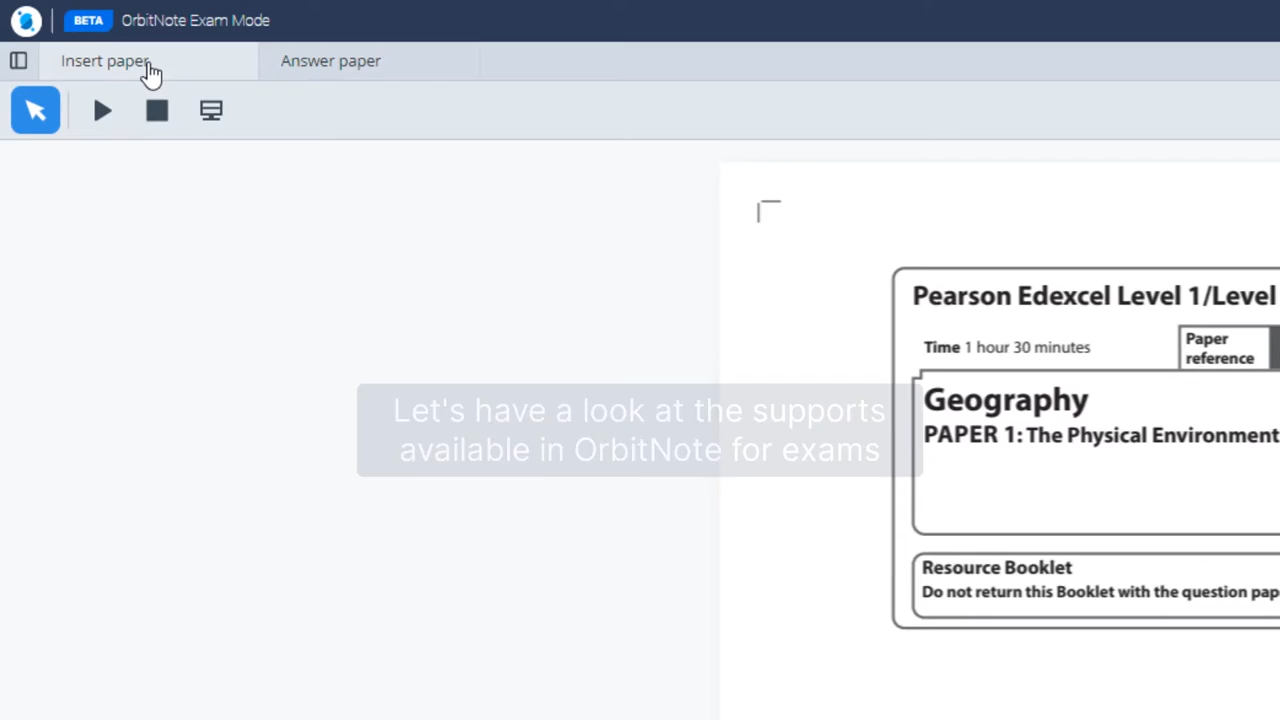 BETA OrbitNote Exam Mode
Insert paper Answer paper
Pearson Edexcel Level 1/Level
Time 1 hour 30 minutes
Paper
reference
Geography
PAPER 1: The Physical Environment
Let's have a look at the supports
available in OrbitNote for exams
Resource Booklet
Do not return this Booklet with the question pap